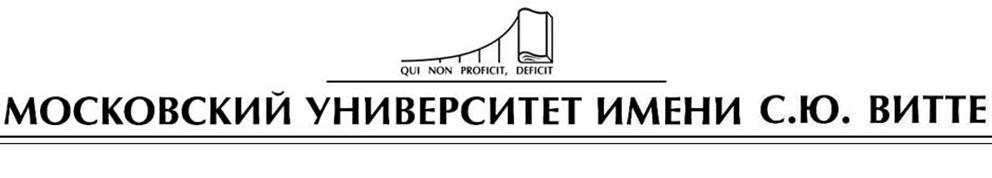 QUI NON PROFICIT, DEFICIT
МОСКОВСКИЙ УНИВЕРСИТЕТ ИМЕНИ С.Ю. ВИТТЕ